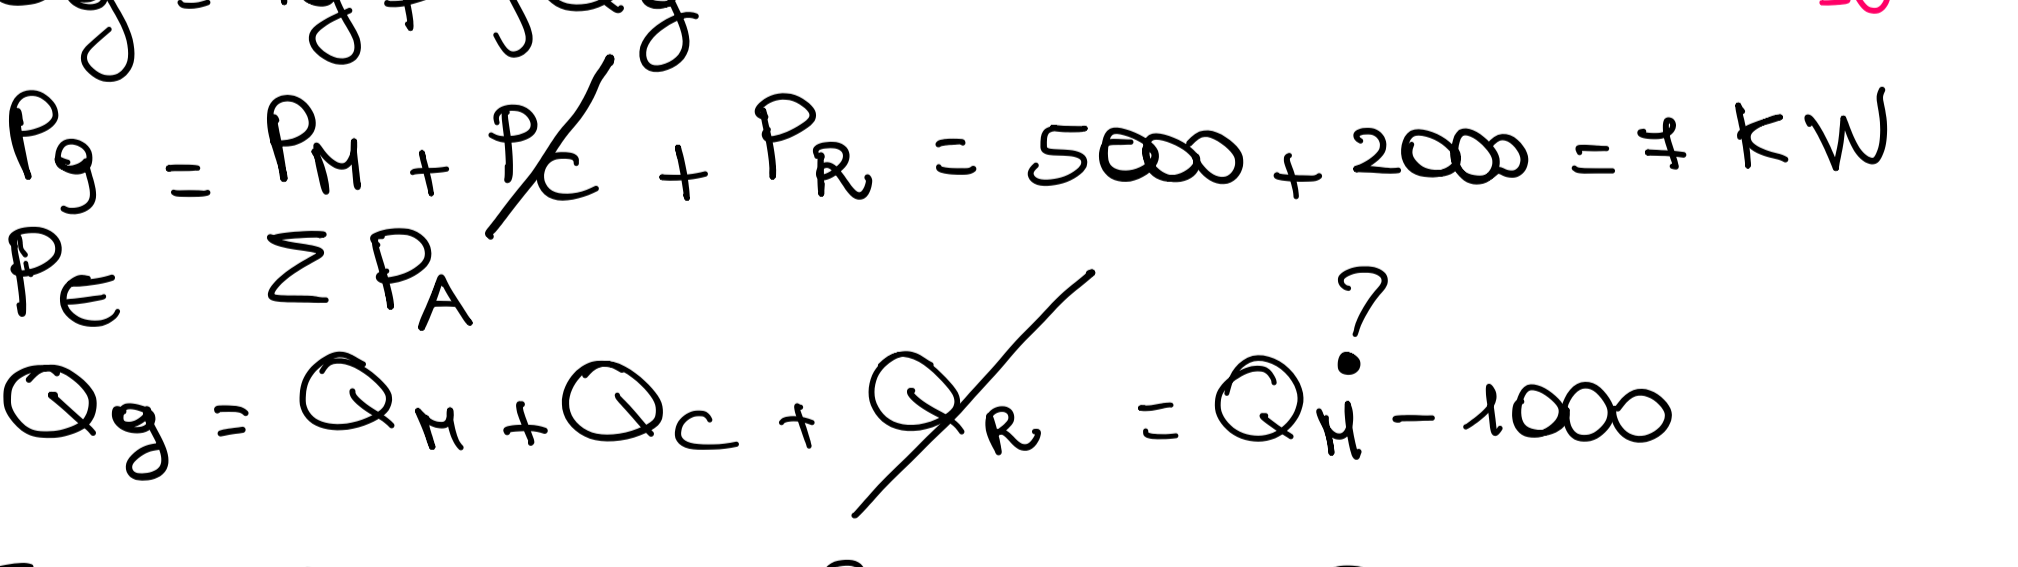 Pg = PM + PC + PR = 5000 + 2000 = 7 KW
PE ΣPA
?
Qg = QM + QC + QR = QM - 1000